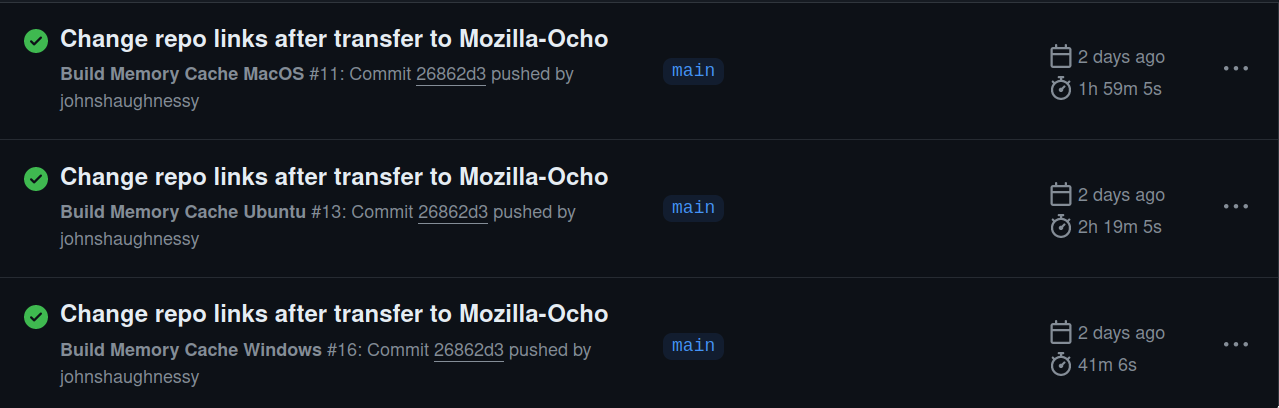 Change repo links after transfer to Mozilla-Ocho
Build Memory Cache MacOS #11: Commit 26862d3 pushed by
johnshaughnessy
main
2 days ago
1h 59m 5s
Change repo links after transfer to Mozilla-Ocho
Build Memory Cache Ubuntu #13: Commit 26862d3 pushed by
johnshaughnessy
main
2 days ago
2h 19m 5s
Change repo links after transfer to Mozilla-Ocho
Build Memory Cache Windows #16: Commit 26862d3 pushed by
johnshaughnessy
main
2 days ago
41m 6s